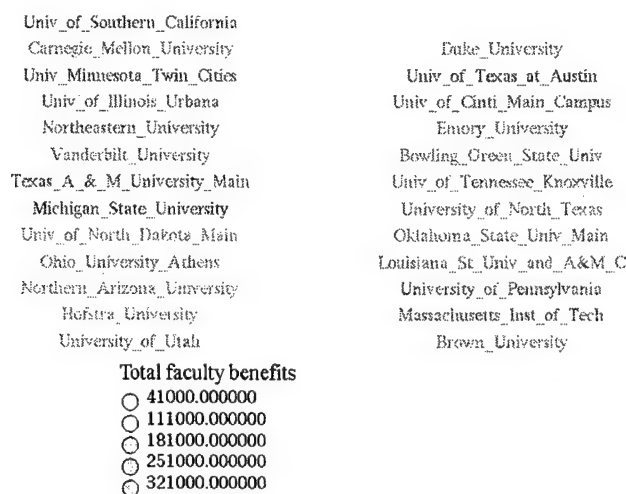 Univ_of_Southern_California
Carnegie_Mellon_University
Univ_Minnesota_Twin_Cities
Univ_of_Illinois_Urbana
Northeastern_University
Vanderbilt_University
Texas_A_&_M_University_Main
Michigan_State_University
Univ_of_North_Dakota_Main
Ohio_University_Athens
Northern_Arizona_University
Hofstra_University
University_of_Utah
Duke_University
Univ_of_Texas_at_Austin
Univ_of_Cinti_Main_Campus
Emory_University
Bowling_Green_State_Univ
Univ_of_Tennessee_Knoxville
University_of_North_Texas
Oklahoma_State_Univ_Main
Louisiana_St_Univ_and_A&M_C
University_of_Pennsylvania
Massachusetts_Inst_of_Tech
Brown_University
Total faculty benefits
41000.000000
111000.000000
181000.000000
251000.000000
321000.000000